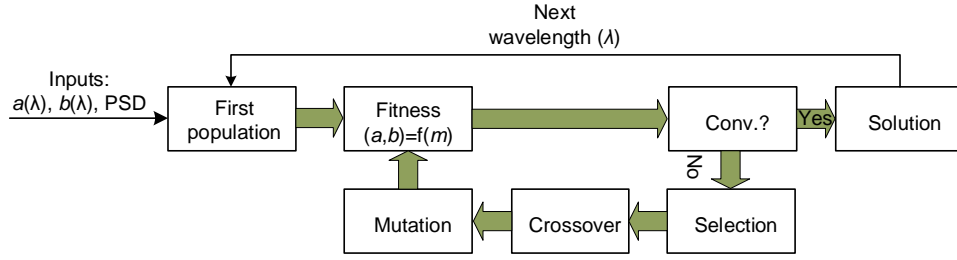 Next
wavelength (λ)
Inputs:
a(λ), b(λ), PSD
First
population
Fitness
(a,b)=f(m)
Conv.?
Yes
Solution
No
Mutation
Crossover
Selection